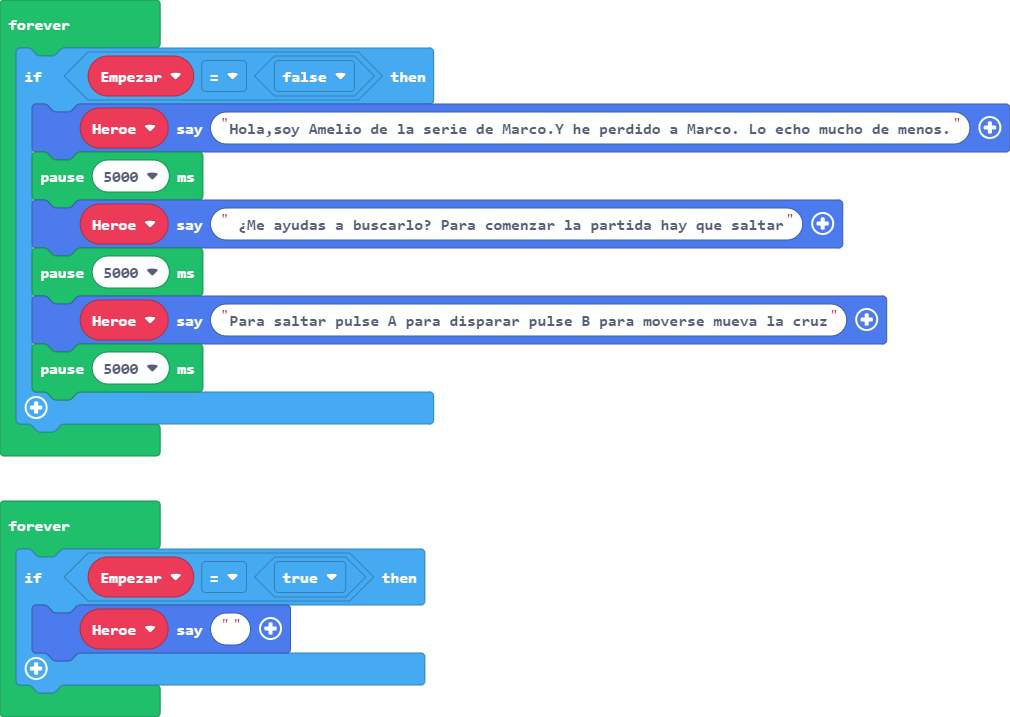 forever
if Empezar = false then
Heroe say "Hola,soy Amelio de la serie de Marco.Y he perdido a Marco. Lo echo mucho de menos."
pause 5000 ms
Heroe say " ¿Me ayudas a buscarlo? Para comenzar la partida hay que saltar"
pause 5000 ms
Heroe say "Para saltar pulse A para disparar pulse B para moverse mueva la cruz"
pause 5000 ms
forever
if Empezar = true then
Heroe say " "